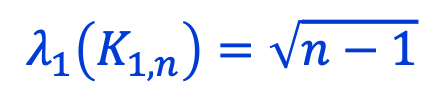 λ₁(K₁,ₙ) = √(n − 1)